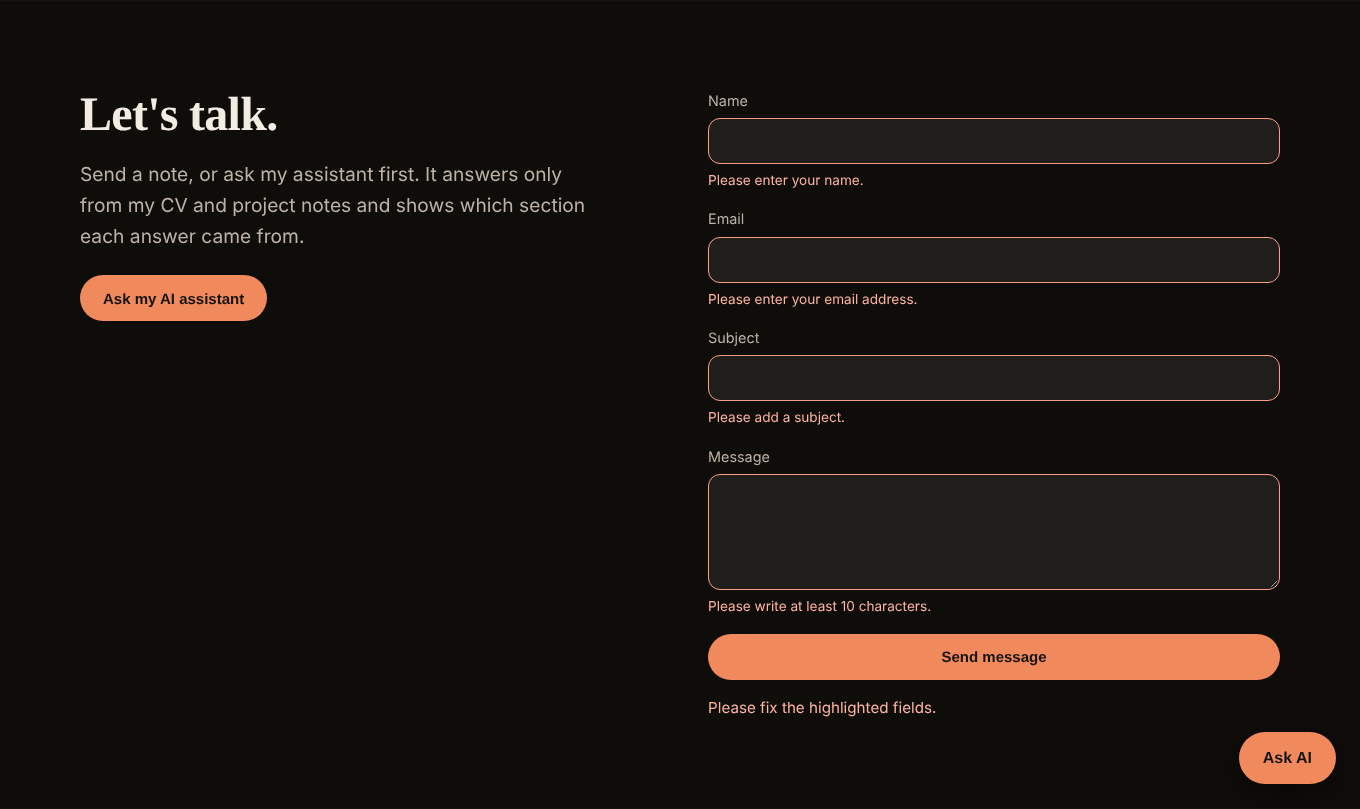 Let's talk.
Send a note, or ask my assistant first. It answers only
from my CV and project notes and shows which section
each answer came from.
Ask my AI assistant
Name
Please enter your name.
Email
Please enter your email address.
Subject
Please add a subject.
Message
Please write at least 10 characters.
Send message
Please fix the highlighted fields.
Ask AI